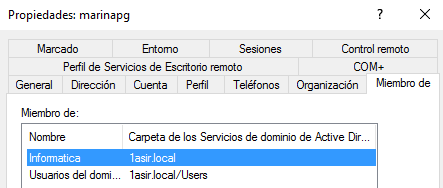 Propiedades: marinapg
Marcado Entorno Sesiones Control remoto
Perfil de Servicios de Escritorio remoto COM+
General Dirección Cuenta Perfil Teléfonos Organización Miembro de
Miembro de:
Nombre Carpeta de los Servicios de dominio de Active Dir...
Informatica 1asir.local
Usuarios del domi... 1asir.local/Users